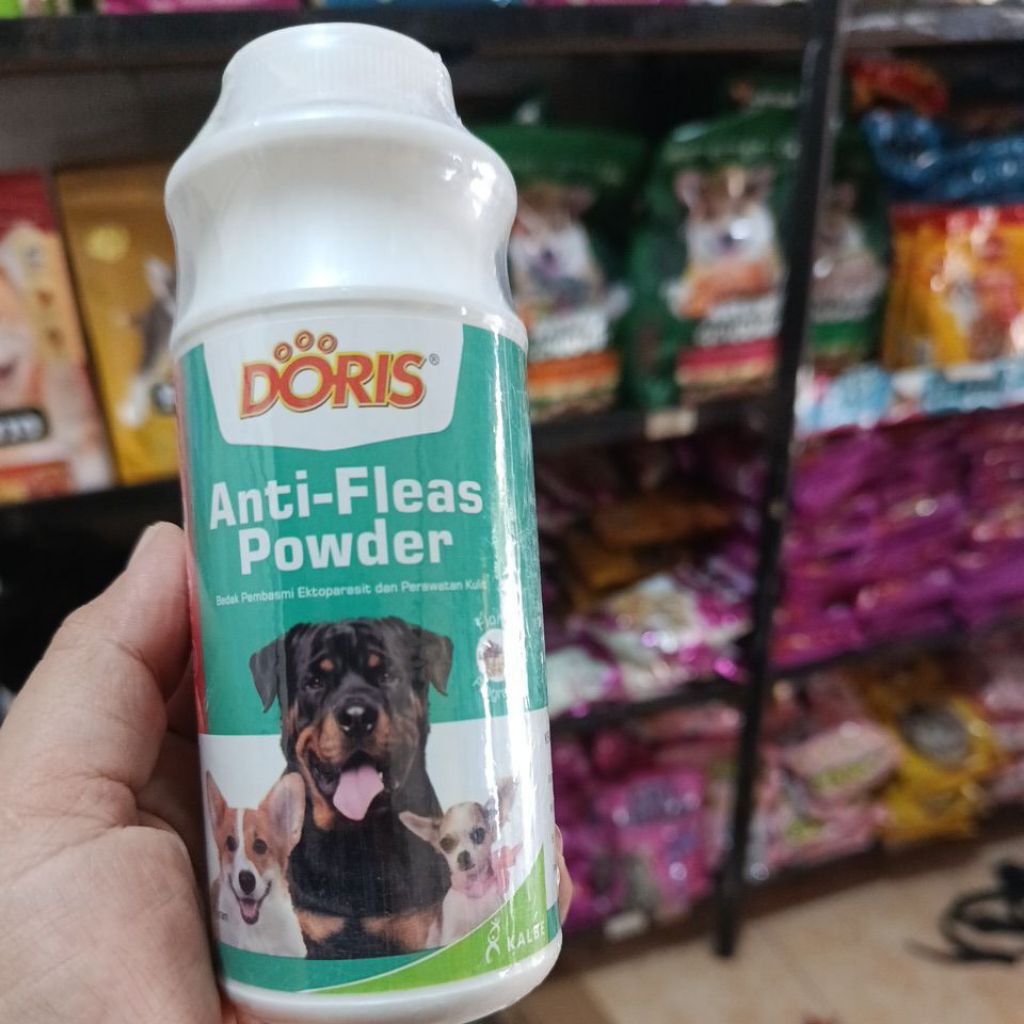 DORIS®
Anti-Fleas
Powder
Bedak Pembasmi Ektoparasit dan Perawatan Kulit
KALBE